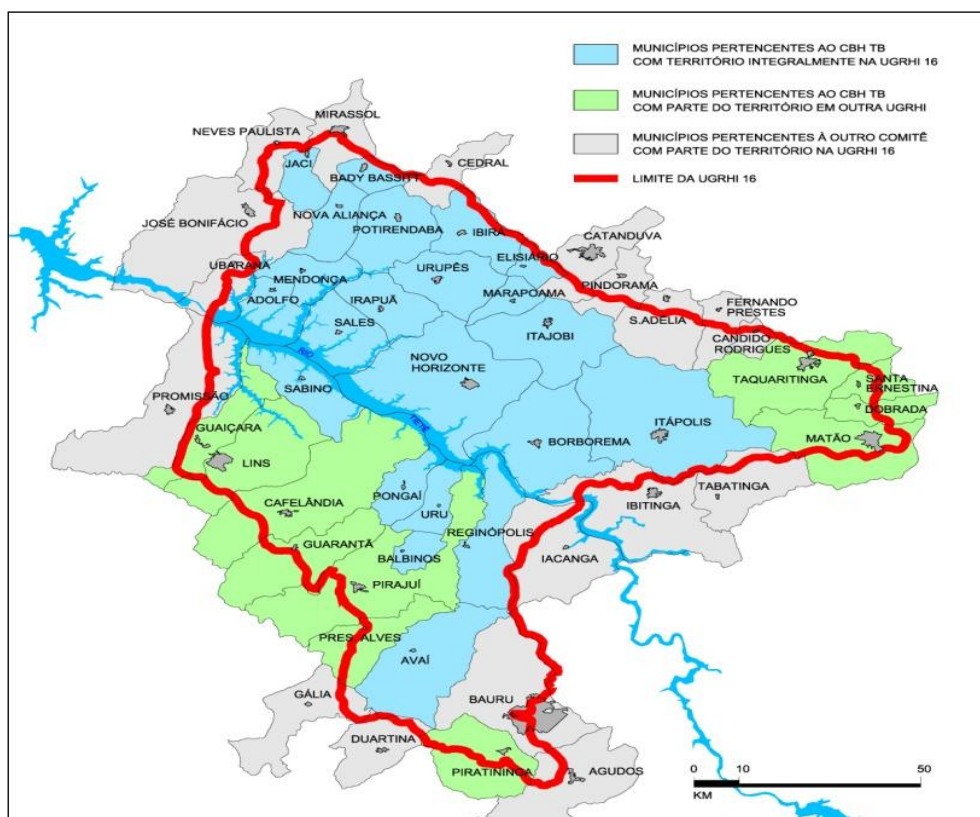 MUNICÍPIOS PERTENCENTES AO CBH TB
COM TERRITÓRIO INTEGRALMENTE NA UGRHI 16
MUNICÍPIOS PERTENCENTES AO CBH TB
COM PARTE DO TERRITÓRIO EM OUTRA UGRHI
MUNICÍPIOS PERTENCENTES À OUTRO COMITÊ
COM PARTE DO TERRITÓRIO NA UGRHI 16
LIMITE DA UGRHI 16
MIRASSOL
NEVES PAULISTA
JACI
CEDRAL
BADY BASSITT
JOSÉ BONIFÁCIO
NOVA ALIANÇA
POTIRENDABA
IBIRÁ
CATANDUVA
ELISIÁRIO
UBARANA
MENDONÇA
URUPÊS
PINDORAMA
ADOLFO
IRAPUÃ
MARAPOAMA
FERNANDO
PRESTES
S.ADELIA
SALES
ITAJOBI
CANDIDO
RODRIGUES
RIO
NOVO
HORIZONTE
TAQUARITINGA
SANTA
ERNESTINA
SABINO
DOBRADA
PROMISSÃO
TIETÊ
GUAIÇARA
BORBOREMA
ITÁPOLIS
MATÃO
LINS
TABATINGA
PONGAÍ
IBITINGA
CAFELÂNDIA
URU
REGINÓPOLIS
GUARANTÃ
BALBINOS
IACANGA
PIRAJUÍ
PRES. ALVES
AVAÍ
GÁLIA
BAURU
DUARTINA
PIRATININGA
AGUDOS
0 10 50
KM